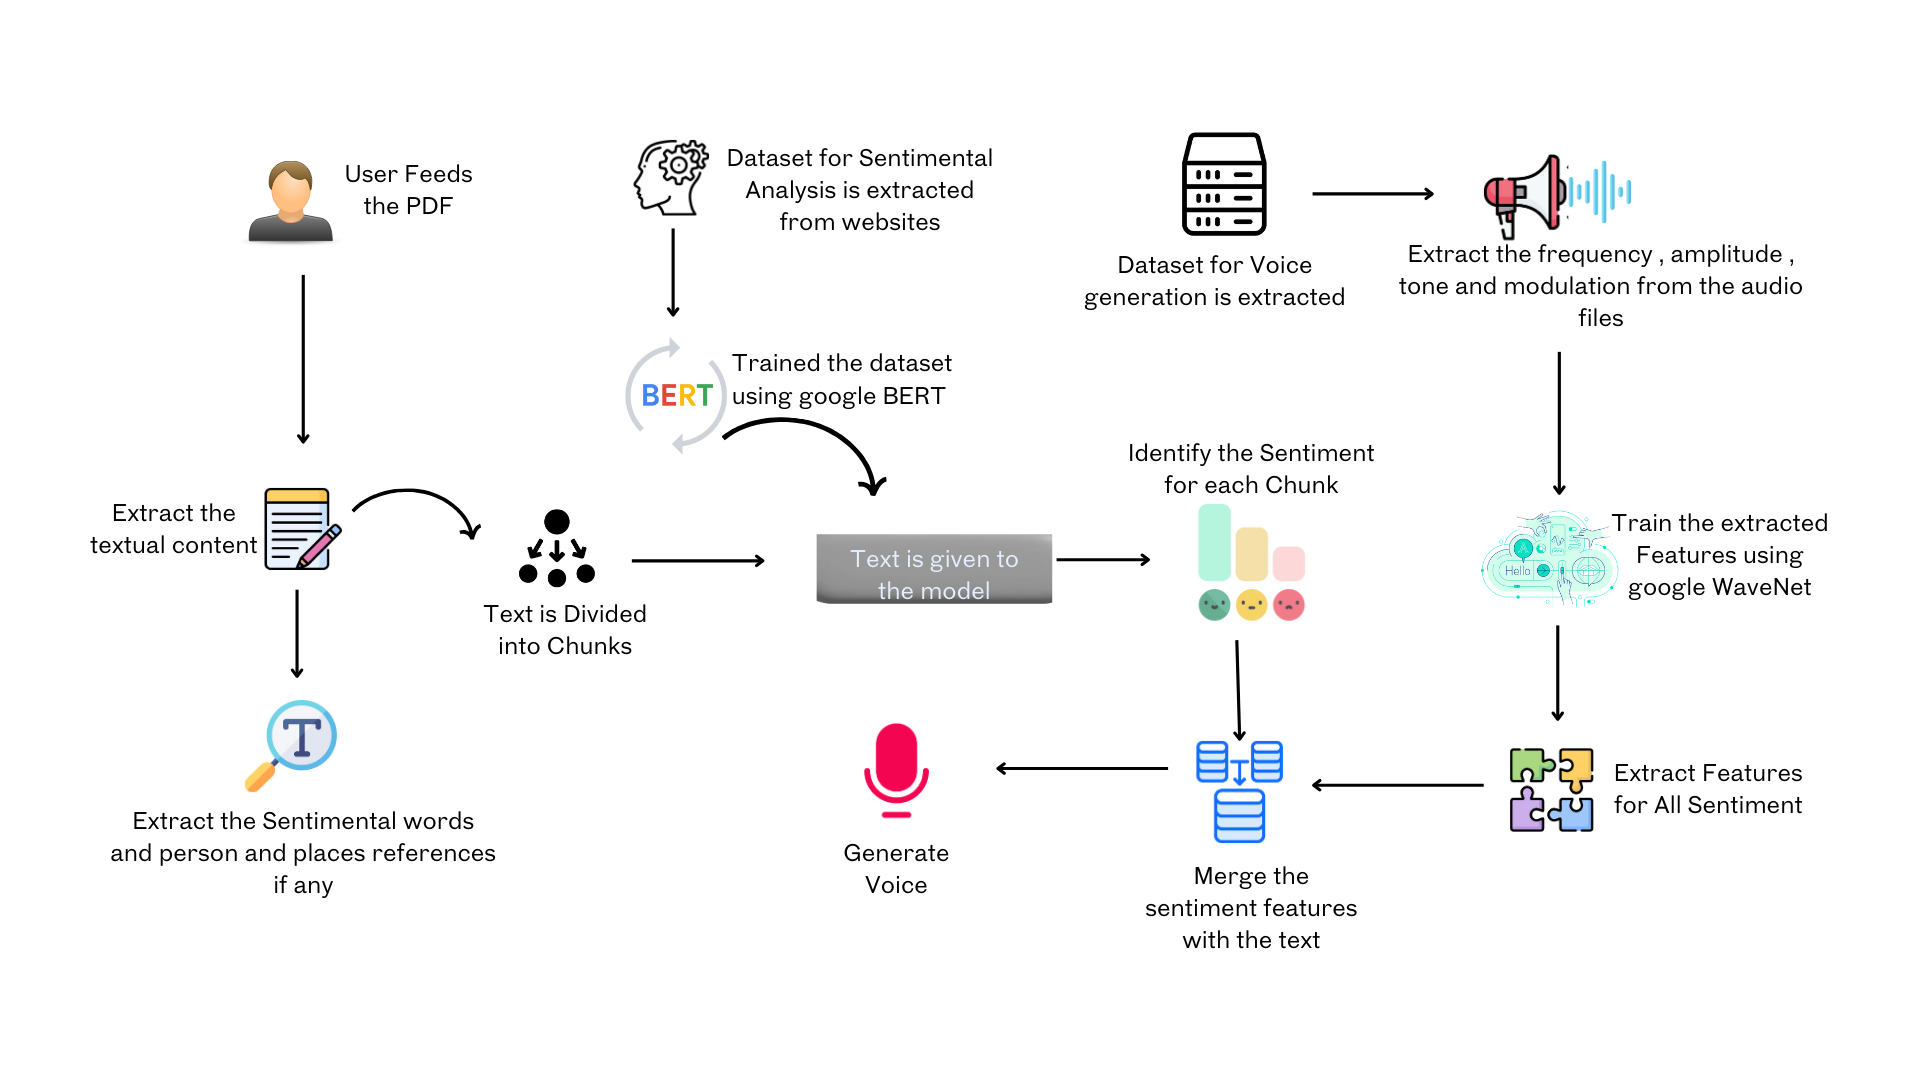 User Feeds
the PDF
Dataset for Sentimental
Analysis is extracted
from websites
Dataset for Voice
generation is extracted
Extract the frequency , amplitude ,
tone and modulation from the audio
files
BERT
Trained the dataset
using google BERT
Extract the
textual content
Text is Divided
into Chunks
Text is given to
the model
Identify the Sentiment
for each Chunk
Hello
Train the extracted
Features using
google WaveNet
T
Extract the Sentimental words
and person and places references
if any
Generate
Voice
Merge the
sentiment features
with the text
Extract Features
for All Sentiment